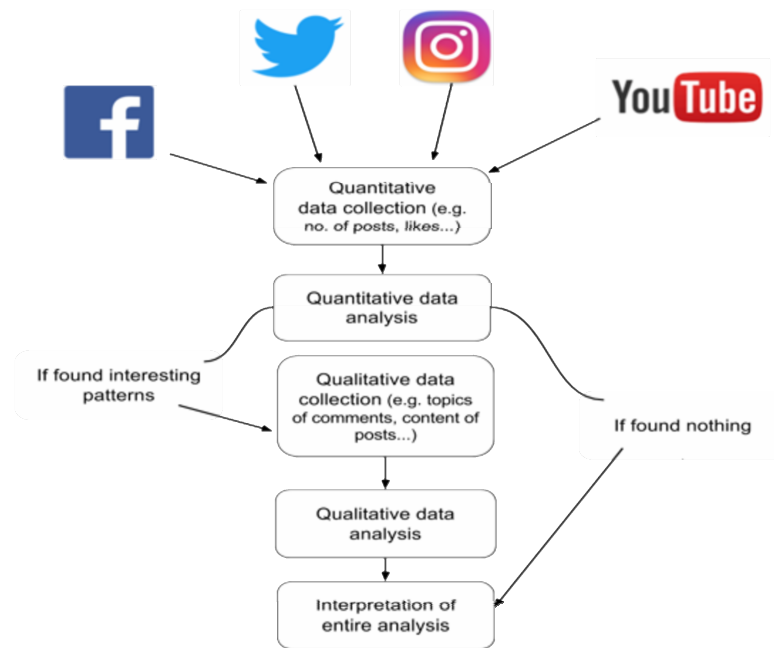 f
YouTube
Quantitative
data collection (e.g.
no. of posts, likes...)
Quantitative data
analysis
If found interesting
patterns
Qualitative data
collection (e.g. topics
of comments, content of
posts...)
If found nothing
Qualitative data
analysis
Interpretation of
entire analysis